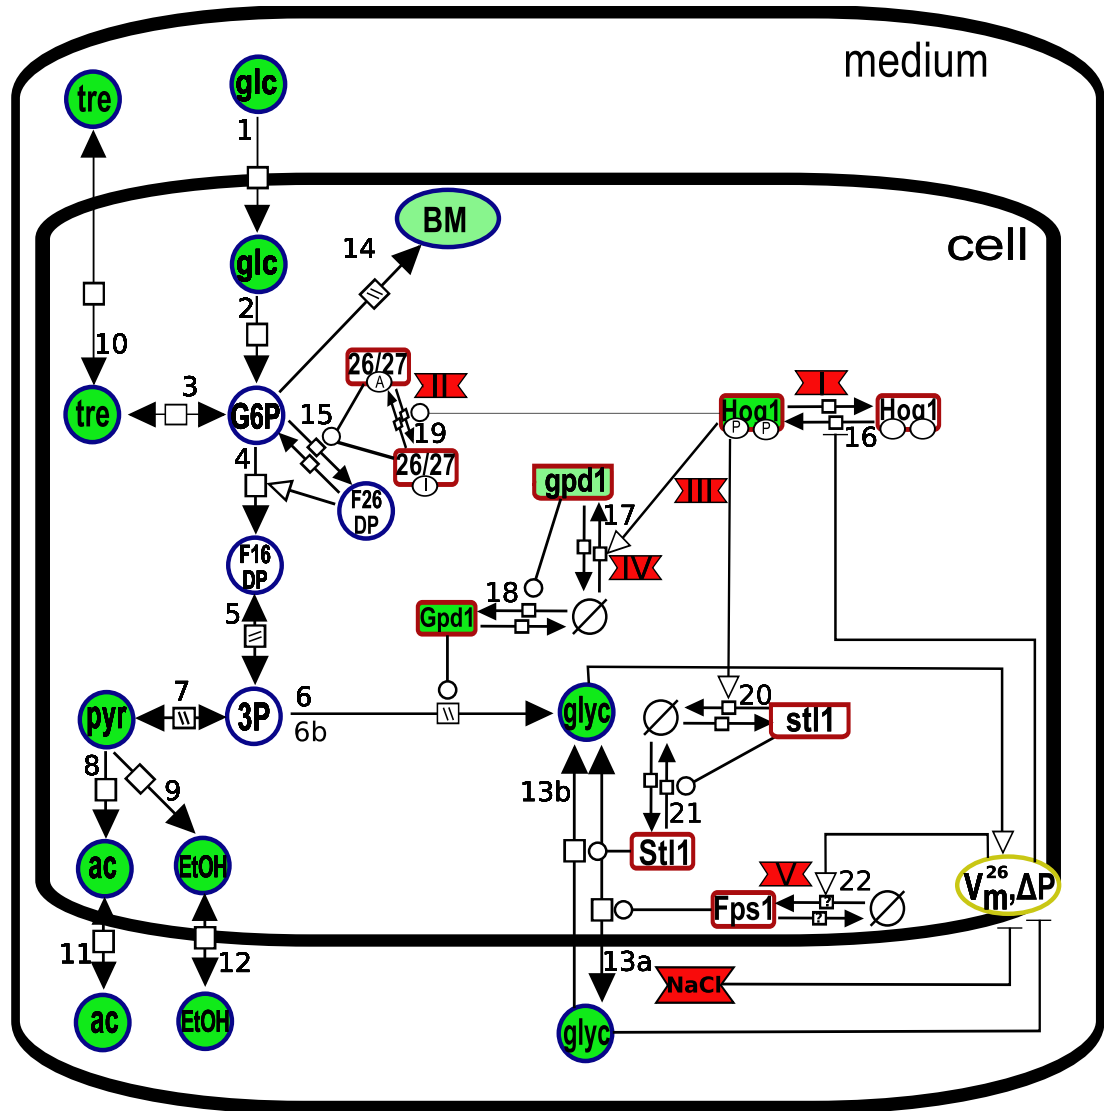 medium
tre
glc
1
cell
BM
14
glc
2
10
3
tre
G6P
15
26/27
A
II
19
26/27
I
I
Hog1
P P
Hog1
16
4
F26
DP
gpd1
III
17
IV
F16
DP
5
18
Gpd1
7
pyr
3P
6
6b
glyc
20
stl1
8
9
13b
21
ac
EtOH
Stl1
V
22
Fps1
?
?
26
Vm,ΔP
11
12
13a
NaCl
ac
EtOH
glyc